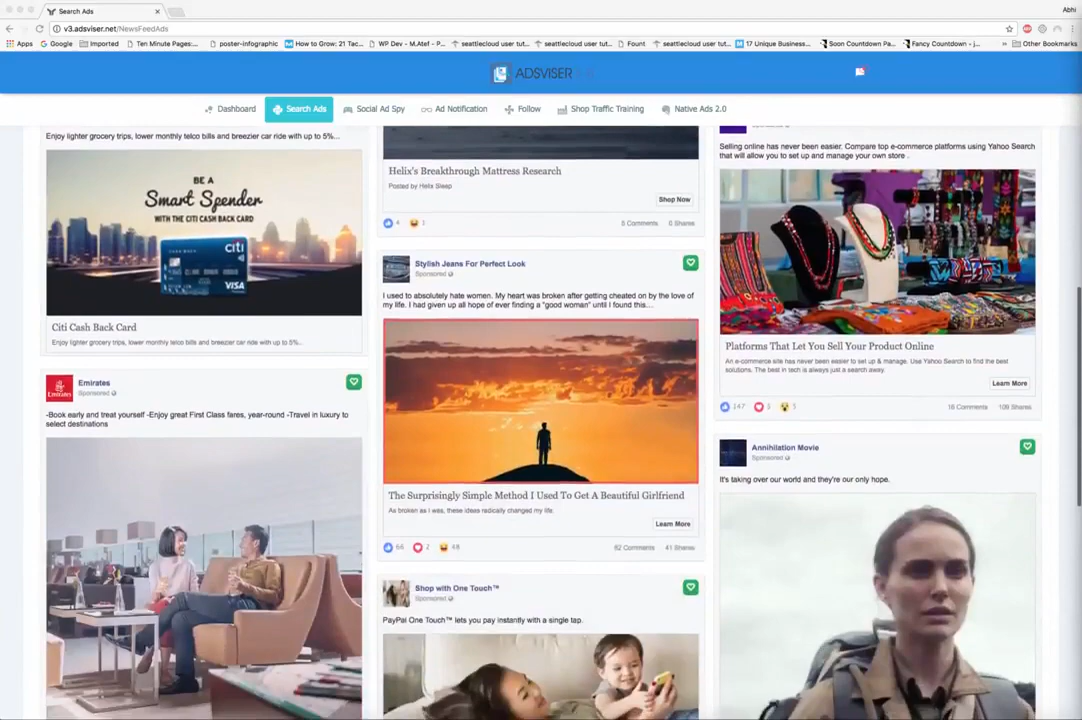 Search Ads
Abhi
v3.adsviser.net/NewsFeedAds
Apps
Google
Imported
Ten Minute Pages:...
poster-infographic
How to Grow: 21 Tac...
WP Dev - M.Atef - P...
seattlecloud user tut...
seattlecloud user tut...
Fount
seattlecloud user tut...
17 Unique Business...
Soon Countdown Pa...
Fancy Countdown - j...
Other Bookmarks
ADSVISER
Dashboard
Search Ads
Social Ad Spy
Ad Notification
Follow
Shop Traffic Training
Native Ads 2.0
Enjoy lighter grocery trips, lower monthly telco bills and breezier car ride with up to 5%...
BE A
Smart Spender
WITH THE CITI CASH BACK CARD
citi
VISA
Citi Cash Back Card
Enjoy lighter grocery trips, lower monthly telco bills and breezier car ride with up to 5%..
Emirates
Emirates
Sponsored
-Book early and treat yourself -Enjoy great First Class fares, year-round -Travel in luxury to
select destinations
Helix's Breakthrough Mattress Research
Posted by Helix Sleep
Shop Now
4
5 Comments
0 Shares
Stylish Jeans For Perfect Look
Sponsored
I used to absolutely hate women. My heart was broken after getting cheated on by the love of
my life. I had given up all hope of ever finding a "good woman" until I found this...
The Surprisingly Simple Method I Used To Get A Beautiful Girlfriend
As broken as I was, these ideas radically changed my life.
Learn More
66
2
48
62 Comments
41 Shares
Shop with One Touch™
Sponsored
PayPal One Touch™ lets you pay instantly with a single tap.
Selling online has never been easier. Compare top e-commerce platforms using Yahoo Search
that will allow you to set up and manage your own store .
Platforms That Let You Sell Your Product Online
An e-commerce site has never been easier to set up & manage. Use Yahoo Search to find the best
solutions. The best in tech is always just a search away.
Learn More
147
5
5
16 Comments
109 Shares
Annihilation Movie
Sponsored
It's taking over our world and they're our only hope.